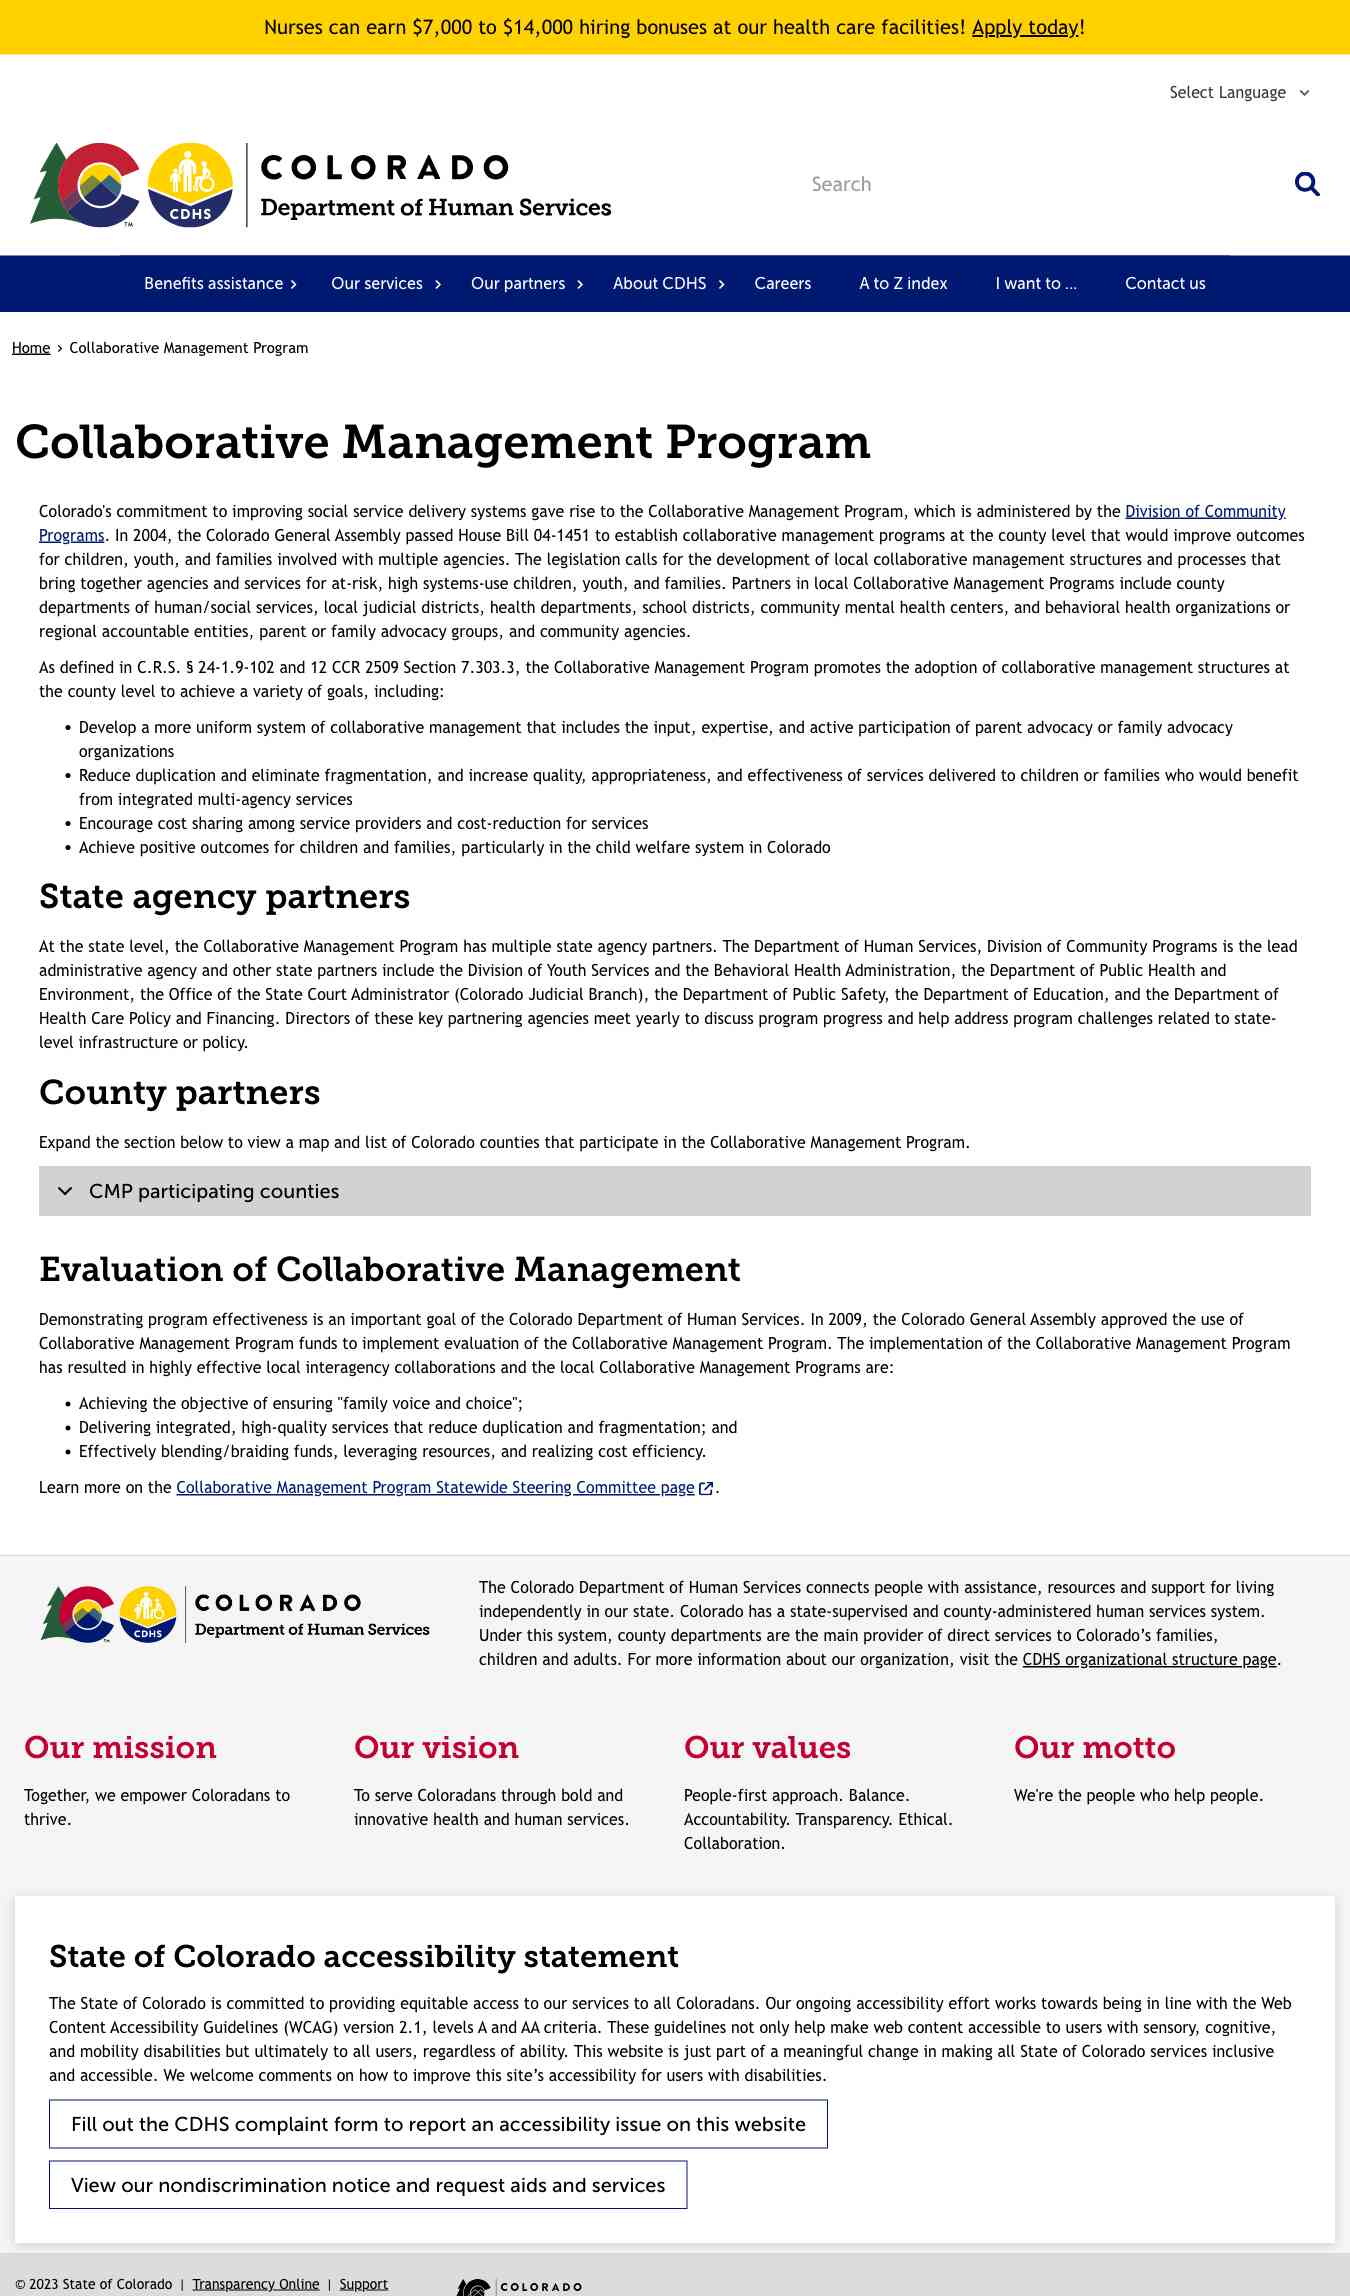 Nurses can earn $7,000 to $14,000 hiring bonuses at our health care facilities! Apply today!
Select Language
CDHS
TM
COLORADO
Department of Human Services
Search
Benefits assistance
Our services
Our partners
About CDHS
Careers
A to Z index
I want to ...
Contact us
Home › Collaborative Management Program
Collaborative Management Program
Colorado's commitment to improving social service delivery systems gave rise to the Collaborative Management Program, which is administered by the Division of Community
Programs. In 2004, the Colorado General Assembly passed House Bill 04-1451 to establish collaborative management programs at the county level that would improve outcomes
for children, youth, and families involved with multiple agencies. The legislation calls for the development of local collaborative management structures and processes that
bring together agencies and services for at-risk, high systems-use children, youth, and families. Partners in local Collaborative Management Programs include county
departments of human/social services, local judicial districts, health departments, school districts, community mental health centers, and behavioral health organizations or
regional accountable entities, parent or family advocacy groups, and community agencies.
As defined in C.R.S. § 24-1.9-102 and 12 CCR 2509 Section 7.303.3, the Collaborative Management Program promotes the adoption of collaborative management structures at
the county level to achieve a variety of goals, including:
• Develop a more uniform system of collaborative management that includes the input, expertise, and active participation of parent advocacy or family advocacy
organizations
• Reduce duplication and eliminate fragmentation, and increase quality, appropriateness, and effectiveness of services delivered to children or families who would benefit
from integrated multi-agency services
• Encourage cost sharing among service providers and cost-reduction for services
• Achieve positive outcomes for children and families, particularly in the child welfare system in Colorado
State agency partners
At the state level, the Collaborative Management Program has multiple state agency partners. The Department of Human Services, Division of Community Programs is the lead
administrative agency and other state partners include the Division of Youth Services and the Behavioral Health Administration, the Department of Public Health and
Environment, the Office of the State Court Administrator (Colorado Judicial Branch), the Department of Public Safety, the Department of Education, and the Department of
Health Care Policy and Financing. Directors of these key partnering agencies meet yearly to discuss program progress and help address program challenges related to state-
level infrastructure or policy.
County partners
Expand the section below to view a map and list of Colorado counties that participate in the Collaborative Management Program.
CMP participating counties
Evaluation of Collaborative Management
Demonstrating program effectiveness is an important goal of the Colorado Department of Human Services. In 2009, the Colorado General Assembly approved the use of
Collaborative Management Program funds to implement evaluation of the Collaborative Management Program. The implementation of the Collaborative Management Program
has resulted in highly effective local interagency collaborations and the local Collaborative Management Programs are:
• Achieving the objective of ensuring "family voice and choice";
• Delivering integrated, high-quality services that reduce duplication and fragmentation; and
• Effectively blending/braiding funds, leveraging resources, and realizing cost efficiency.
Learn more on the Collaborative Management Program Statewide Steering Committee page.
CDHS
TM
COLORADO
Department of Human Services
The Colorado Department of Human Services connects people with assistance, resources and support for living
independently in our state. Colorado has a state-supervised and county-administered human services system.
Under this system, county departments are the main provider of direct services to Colorado’s families,
children and adults. For more information about our organization, visit the CDHS organizational structure page.
Our mission
Together, we empower Coloradans to
thrive.
Our vision
To serve Coloradans through bold and
innovative health and human services.
Our values
People-first approach. Balance.
Accountability. Transparency. Ethical.
Collaboration.
Our motto
We're the people who help people.
State of Colorado accessibility statement
The State of Colorado is committed to providing equitable access to our services to all Coloradans. Our ongoing accessibility effort works towards being in line with the Web
Content Accessibility Guidelines (WCAG) version 2.1, levels A and AA criteria. These guidelines not only help make web content accessible to users with sensory, cognitive,
and mobility disabilities but ultimately to all users, regardless of ability. This website is just part of a meaningful change in making all State of Colorado services inclusive
and accessible. We welcome comments on how to improve this site’s accessibility for users with disabilities.
Fill out the CDHS complaint form to report an accessibility issue on this website
View our nondiscrimination notice and request aids and services
© 2023 State of Colorado | Transparency Online | Support
COLORADO